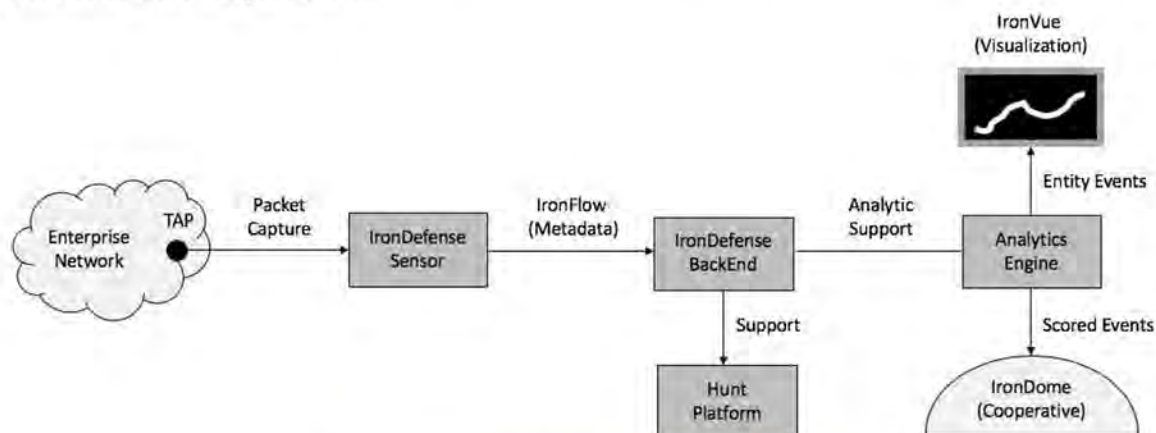 IronVue
(Visualization)
TAP
Enterprise
Network
Packet
Capture
IronDefense
Sensor
IronFlow
(Metadata)
IronDefense
BackEnd
Analytic
Support
Analytics
Engine
Entity Events
Support
Scored Events
Hunt
Platform
IronDome
(Cooperative)